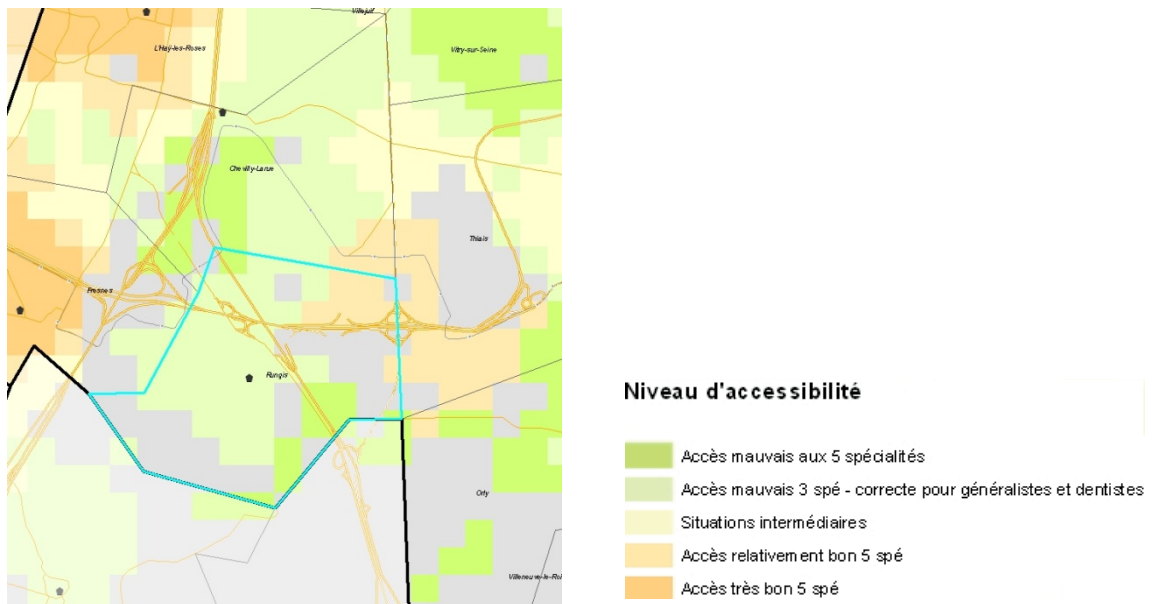 Villejuif
L'Haÿ-les-Roses
Vitry-sur-Seine
Chevilly-Larue
Thiais
Fresnes
Rungis
Orly
Villeneuve-le-Roi
Niveau d'accessibilité
Accès mauvais aux 5 spécialités
Accès mauvais 3 spé - correcte pour généralistes et dentistes
Situations intermédiaires
Accès relativement bon 5 spé
Accès très bon 5 spé